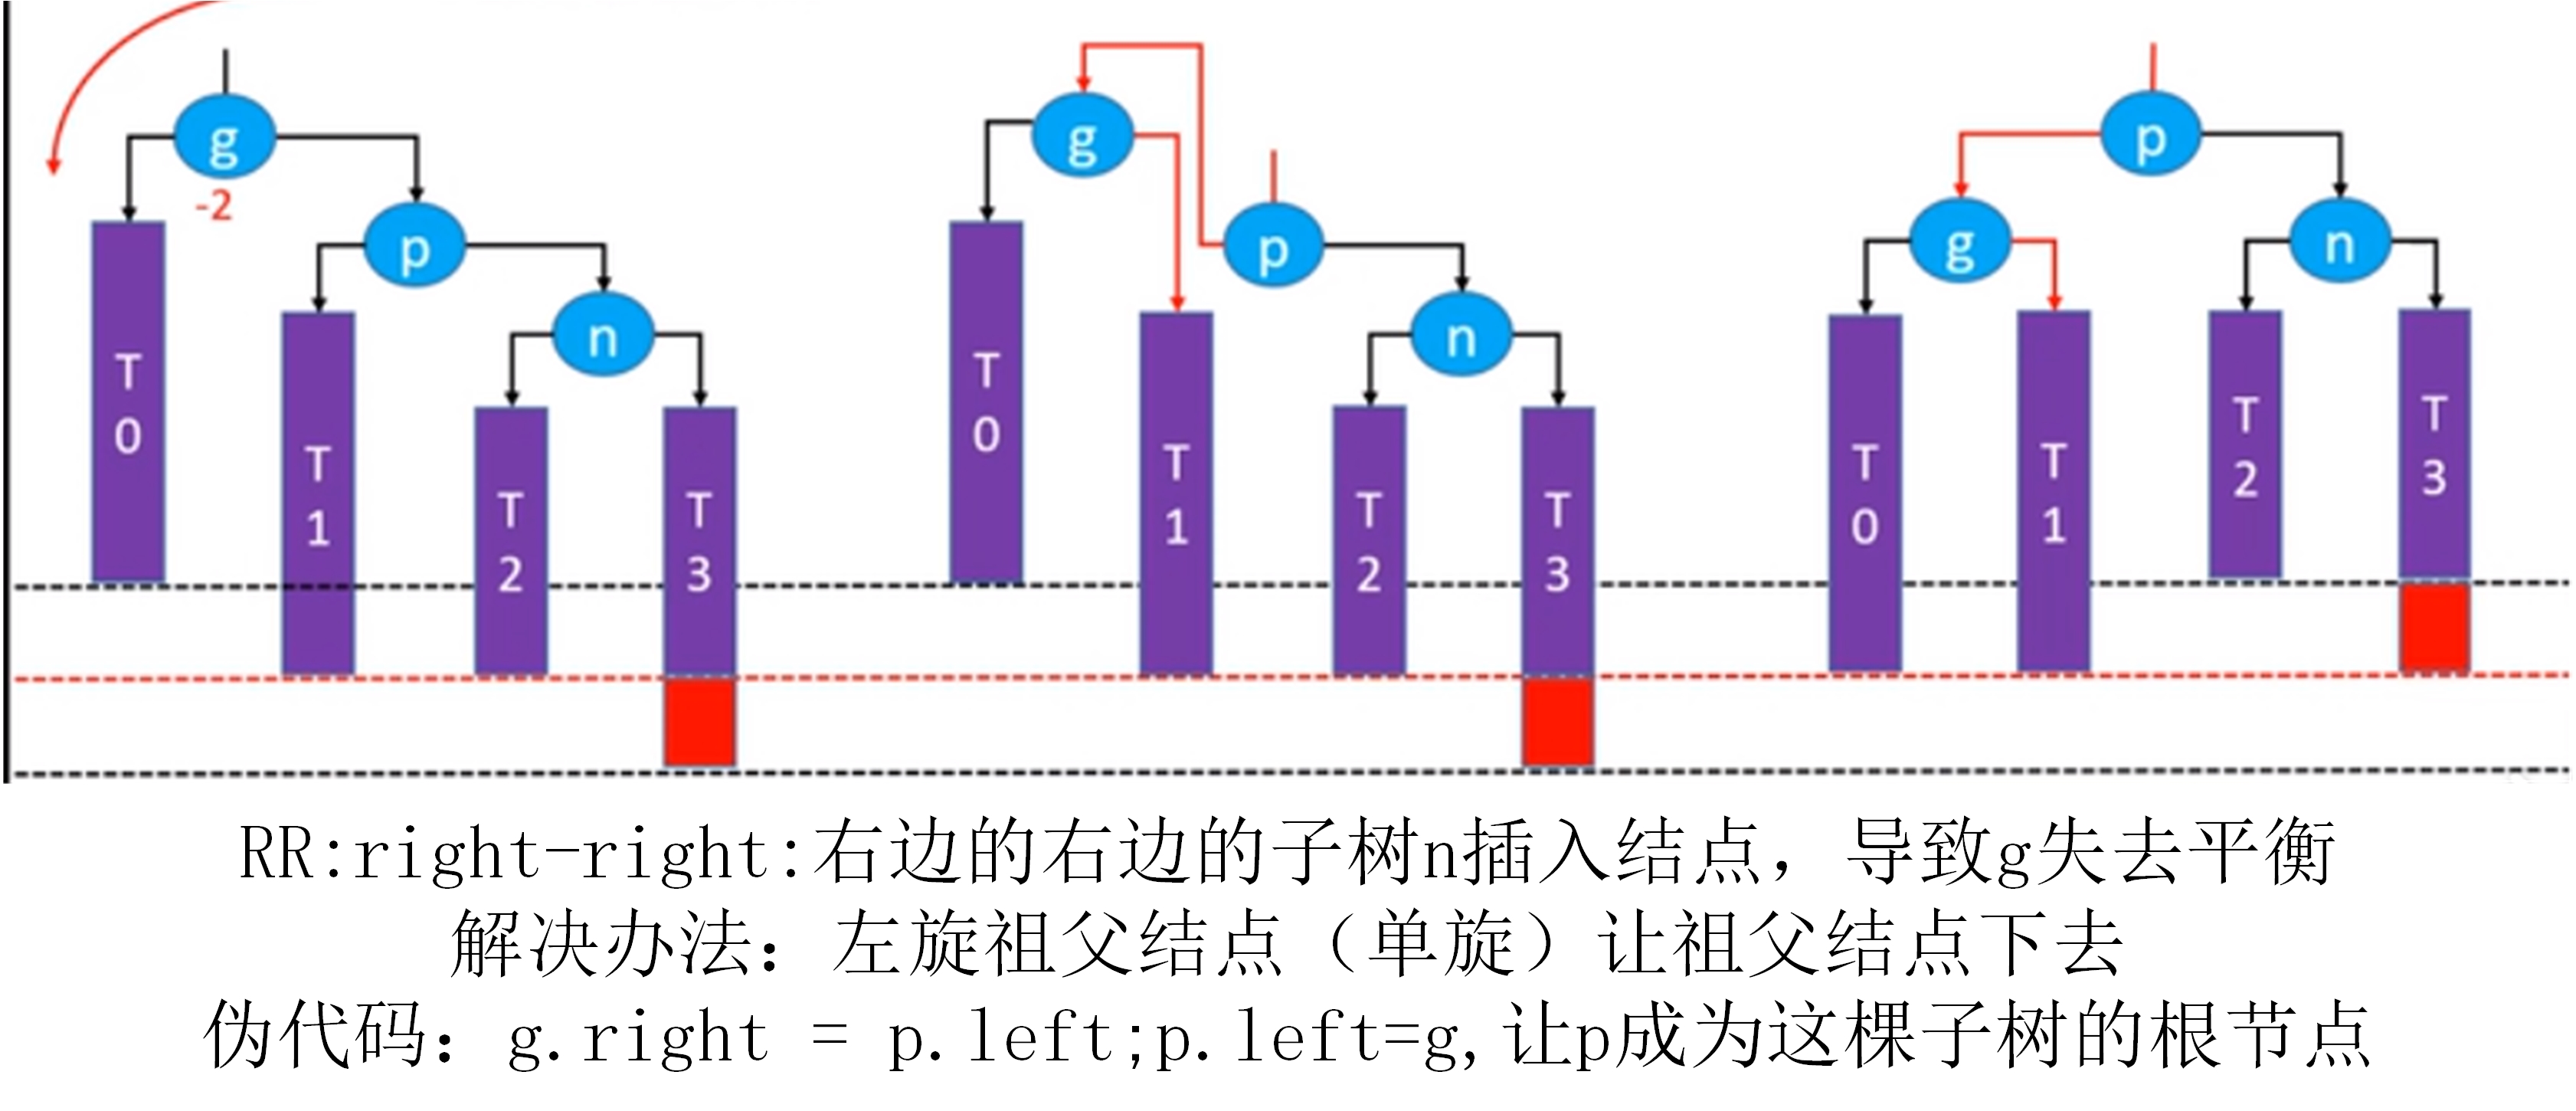 g
-2
p
n
T0
T1
T2
T3
g
p
n
T0
T1
T2
T3
p
g
n
T0
T1
T2
T3
RR:right-right:右边的右边的子树n插入结点，导致g失去平衡
解决办法：左旋祖父结点（单旋）让祖父结点下去
伪代码：g.right = p.left;p.left=g,让p成为这棵子树的根节点